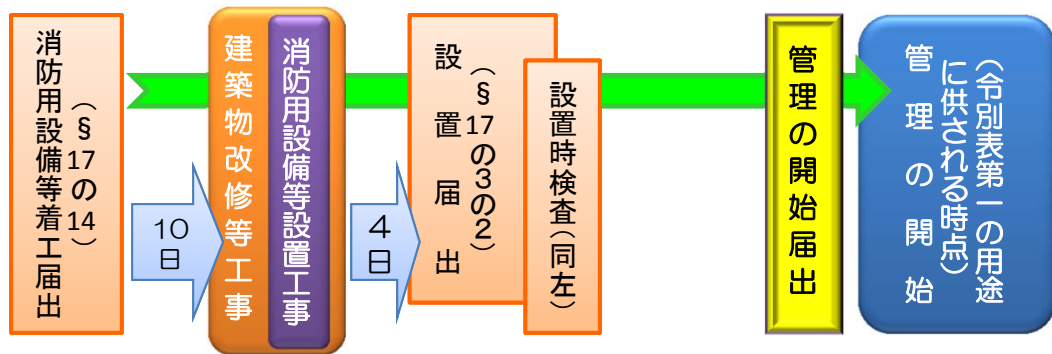 消防用設備等着工届出
（§17の14）
10
日
建築物改修等工事
消防用設備等設置工事
４
日
設置届出
（§17の3の2）
設置時検査（同左）
管理の開始届出
管理の開始
（令別表第一の用途
に供される時点）